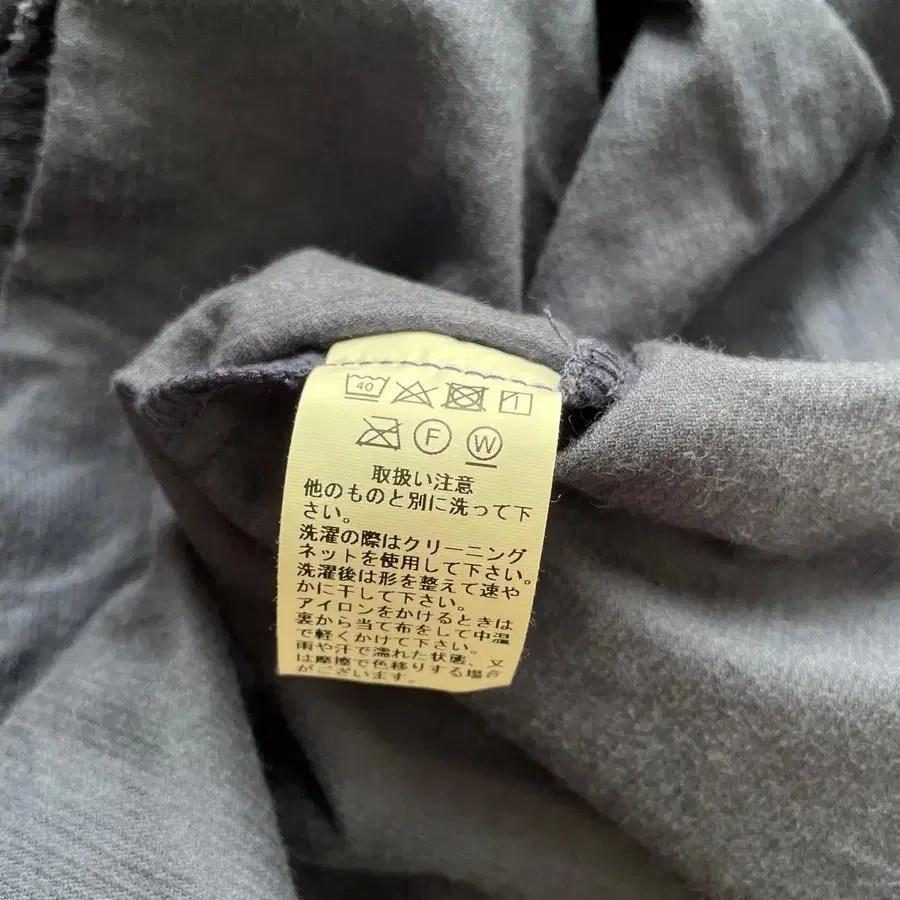 40
F W
取扱い注意
他のものと別に洗って下
さい。
洗濯の際はクリーニング
ネットを使用して下さい。
洗濯後は形を整えて速や
かに干して下さい。
アイロンをかけるときは
裏から当て布をして中温
で軽くかけて下さい。
雨や汗で濡れた状態、又
は摩擦で色移りする場合
がございます。